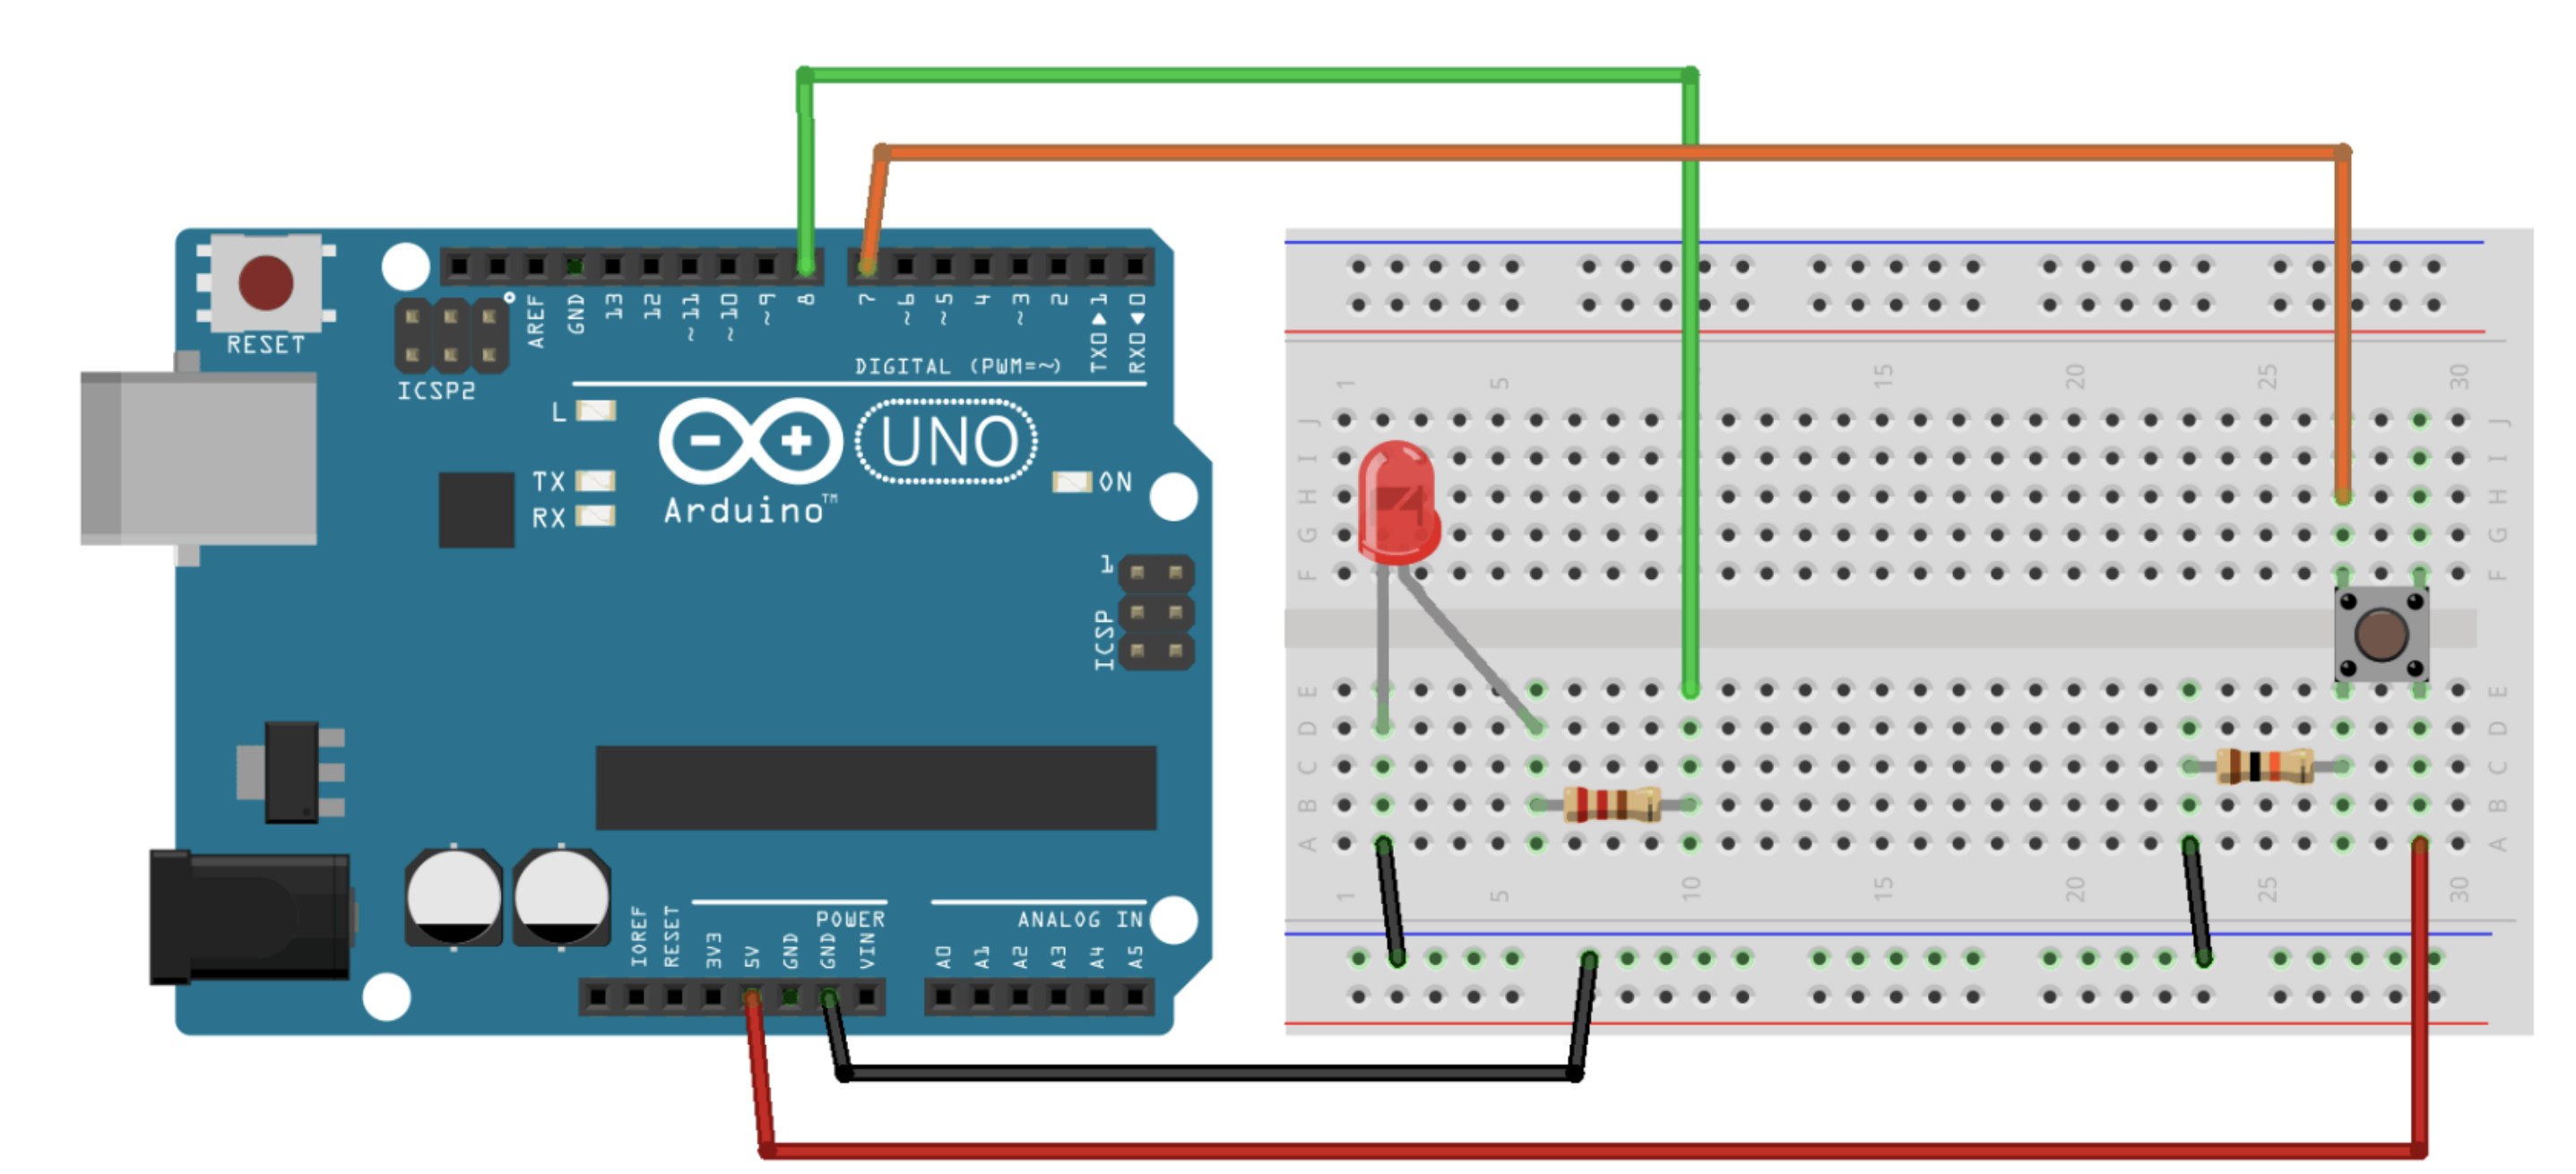 RESET
ICSP2
AREF
GND
13
12
~11
~10
~9
8
7
~6
~5
4
~3
2
TX0▶1
RX0◀0
DIGITAL (PWM=~)
L
TX
RX
UNO
Arduino™
ON
1
ICSP
IOREF
RESET
3V3
5V
GND
GND
VIN
POWER
ANALOG IN
A0
A1
A2
A3
A4
A5
1 5 15 20 25 30
J J
I I
H H
G G
F F
E E
D D
C C
B B
A A
1 5 10 15 20 25 30